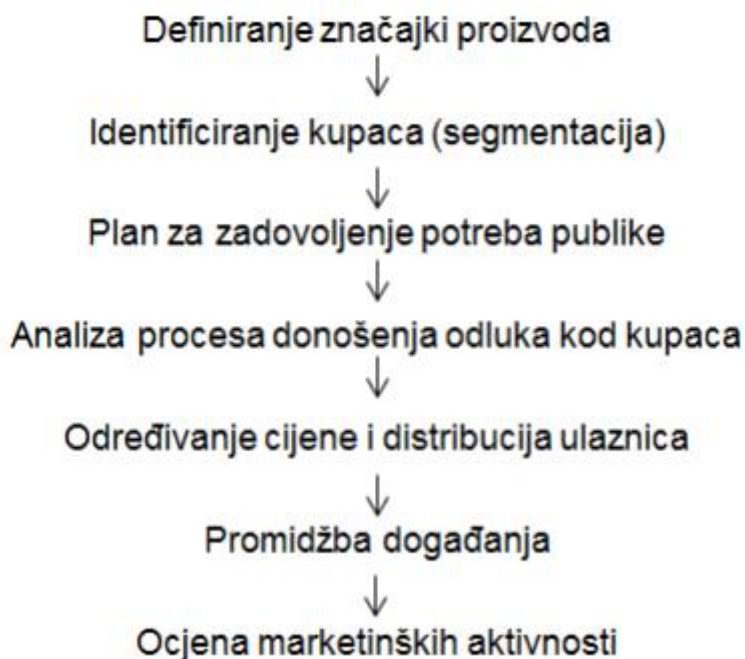 Definiranje značajki proizvoda
Identificiranje kupaca (segmentacija)
Plan za zadovoljenje potreba publike
Analiza procesa donošenja odluka kod kupaca
Određivanje cijene i distribucija ulaznica
Promidžba događanja
Ocjena marketinških aktivnosti